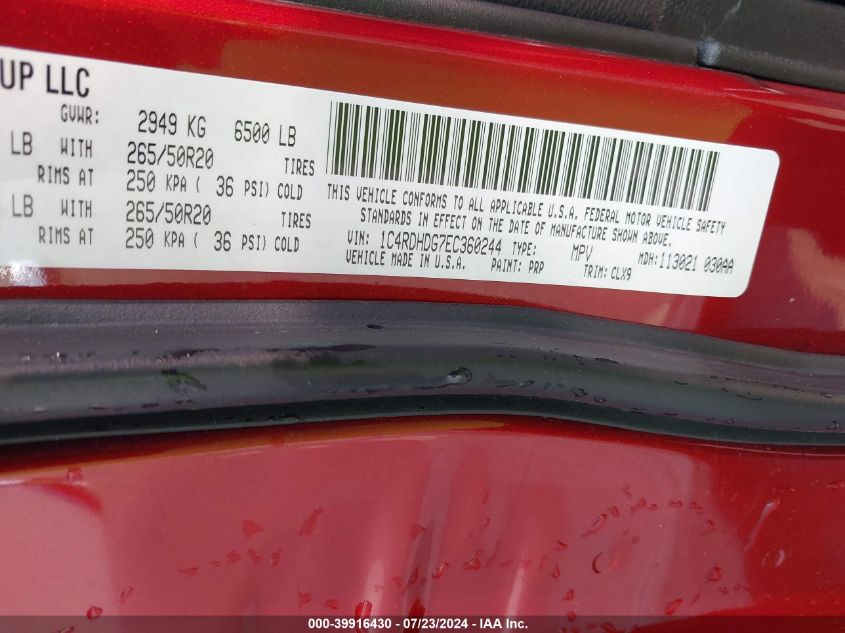 UP LLC
GVWR: 2949 KG 6500 LB
LB WITH 265/50R20 TIRES
RIMS AT 250 KPA ( 36 PSI) COLD
LB WITH 265/50R20 TIRES
RIMS AT 250 KPA ( 36 PSI) COLD
THIS VEHICLE CONFORMS TO ALL APPLICABLE U.S.A. FEDERAL MOTOR VEHICLE SAFETY
STANDARDS IN EFFECT ON THE DATE OF MANUFACTURE SHOWN ABOVE.
VIN: 1C4RDHDG7EC360244 TYPE: MPV MDH: 113021 030AA
VEHICLE MADE IN U.S.A. PAINT: PRP TRIM: CLX9
000-39916430 - 07/23/2024 - IAA Inc.